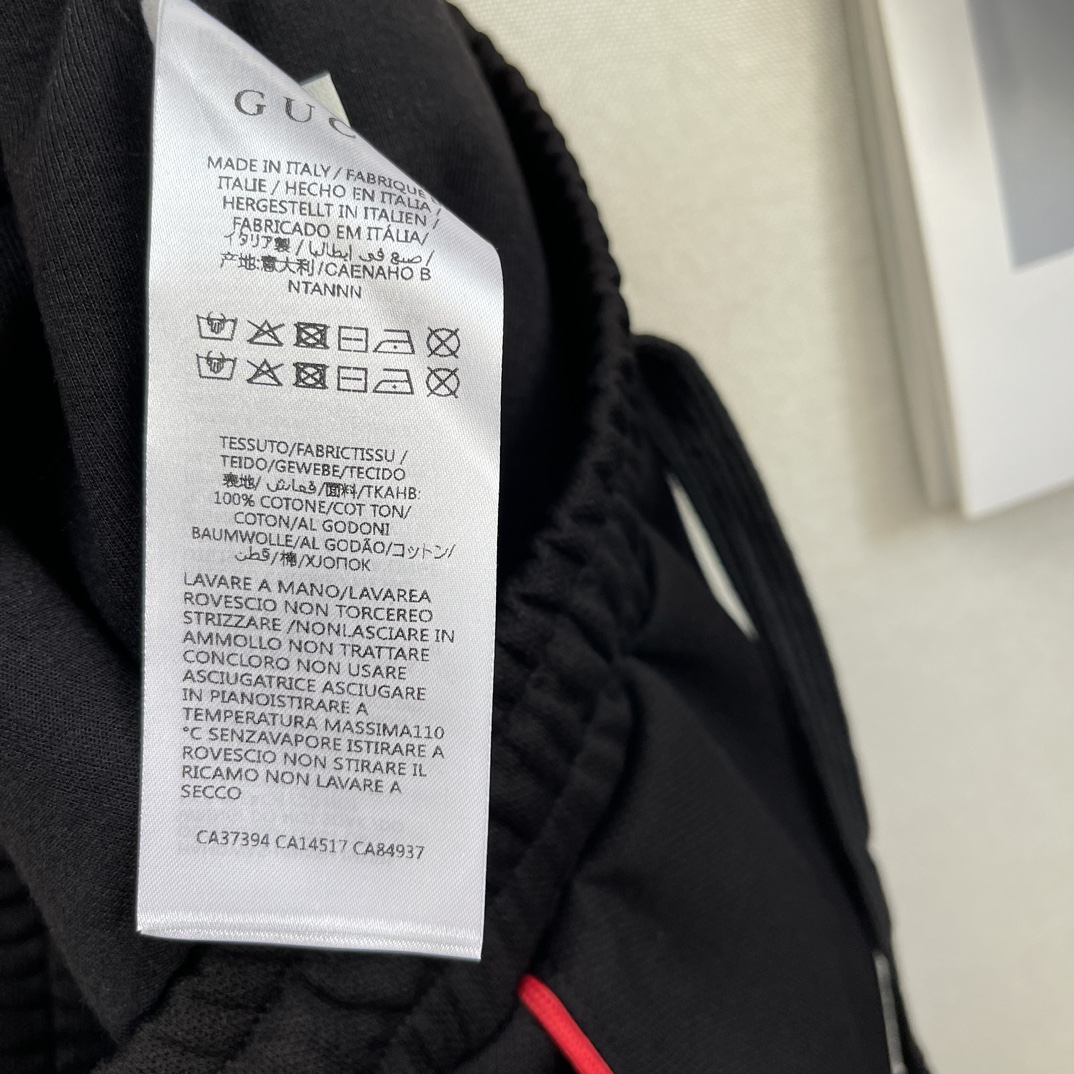 GUC
MADE IN ITALY / FABRIQUE
ITALIE / HECHO EN ITALIA /
HERGESTELLT IN ITALIEN /
FABRICADO EM ITÁLIA/
イタリア製 / صنع في إيطاليا /
产地:意大利/CAENAHO B
NTANNN
TESSUTO/FABRICTISSU /
TEIDO/GEWEBE/TECIDO
表地/ قماش/面料/TKAHB:
100% COTONE/COT TON/
COTON/AL GODONI
BAUMWOLLE/AL GODÃO/コットン/
قطن/棉/XJOПOK
LAVARE A MANO/LAVAREA
ROVESCIO NON TORCEREO
STRIZZARE /NONLASCIARE IN
AMMOLLO NON TRATTARE
CONCLORO NON USARE
ASCIUGATRICE ASCIUGARE
IN PIANOISTIRARE A
TEMPERATURA MASSIMA110
°C SENZAVAPORE ISTIRARE A
ROVESCIO NON STIRARE IL
RICAMO NON LAVARE A
SECCO
CA37394 CA14517 CA84937